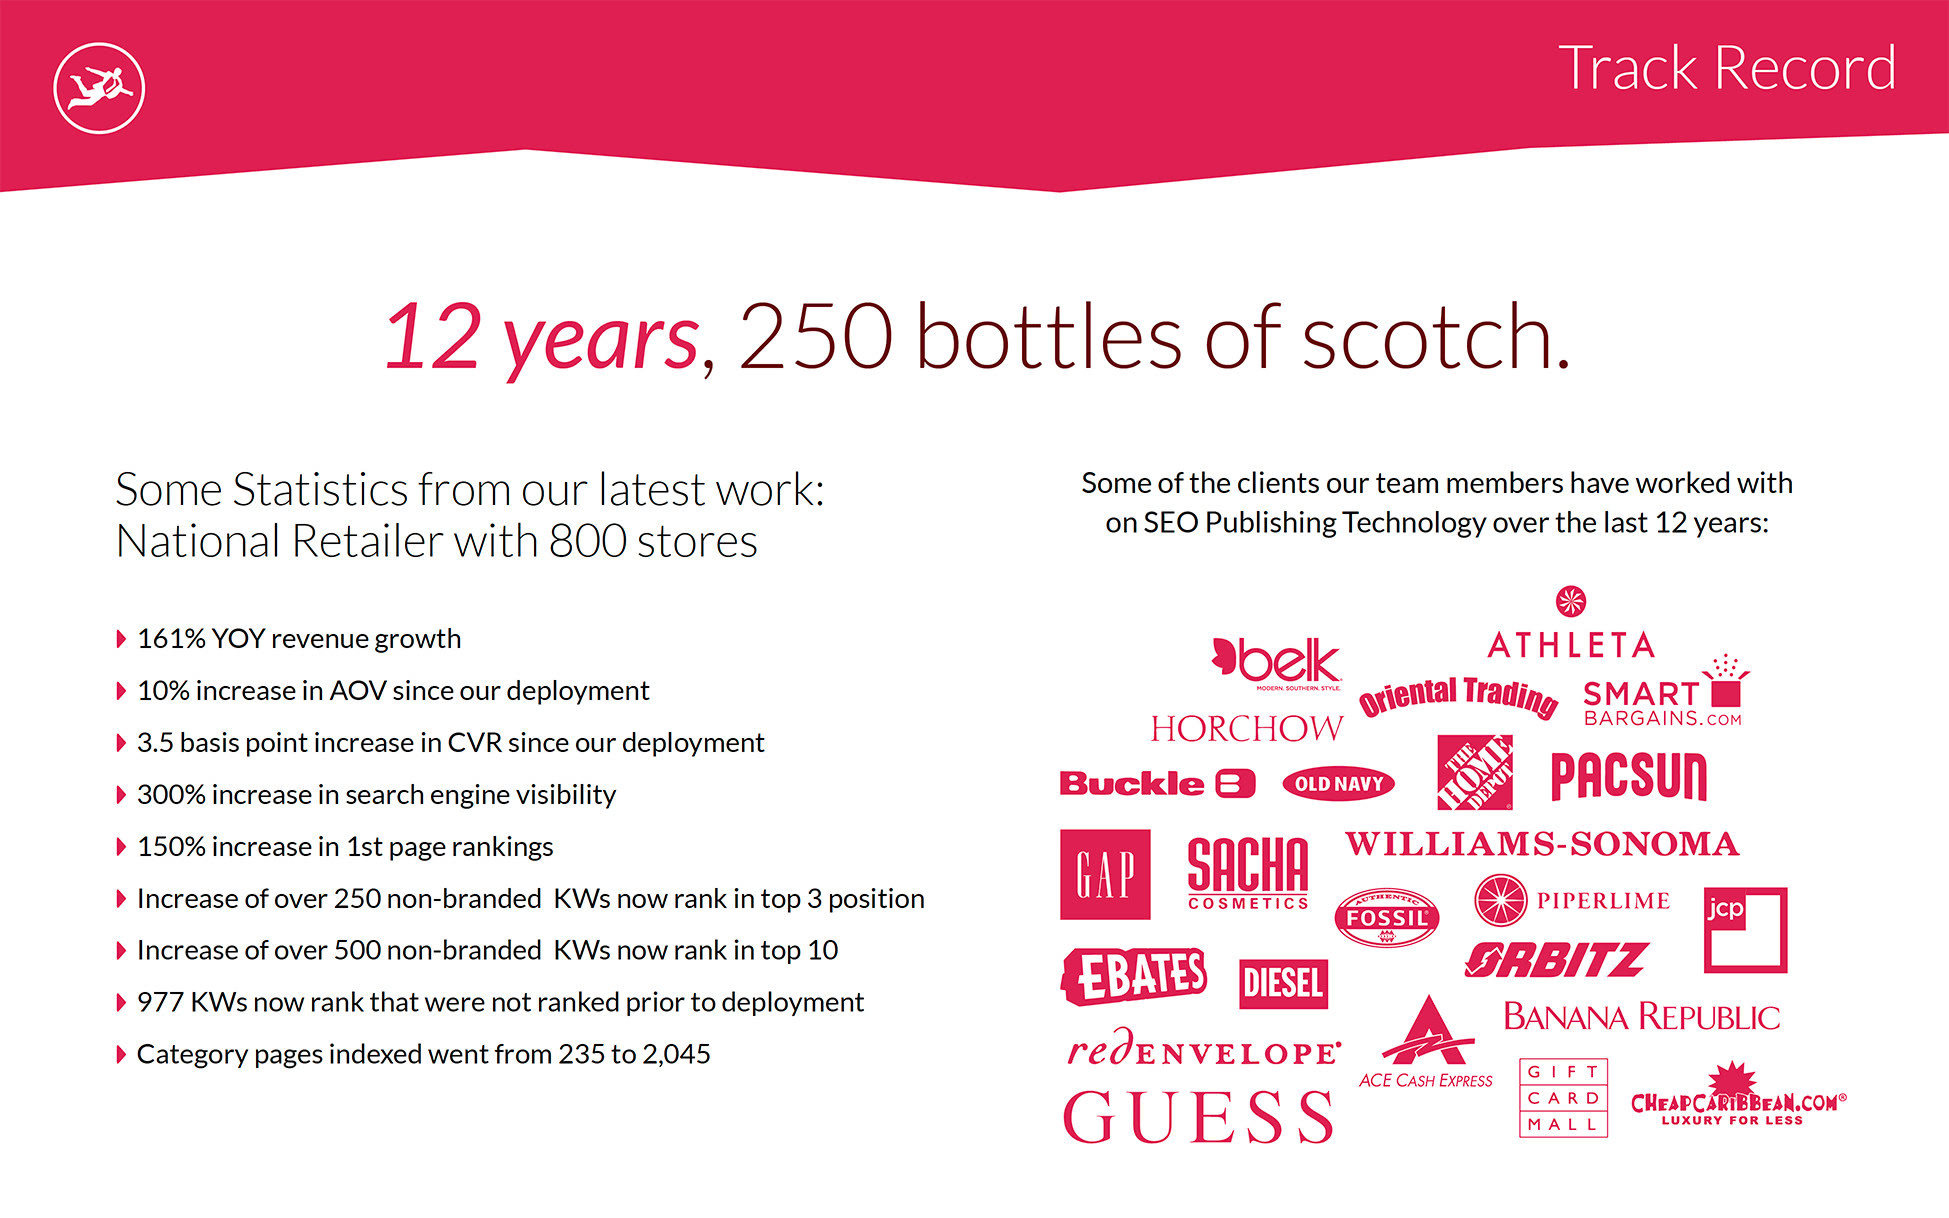 Track Record
12 years, 250 bottles of scotch.
Some Statistics from our latest work:
National Retailer with 800 stores
161% YOY revenue growth
10% increase in AOV since our deployment
3.5 basis point increase in CVR since our deployment
300% increase in search engine visibility
150% increase in 1st page rankings
Increase of over 250 non-branded  KWs now rank in top 3 position
Increase of over 500 non-branded  KWs now rank in top 10
977 KWs now rank that were not ranked prior to deployment
Category pages indexed went from 235 to 2,045
Some of the clients our team members have worked with
on SEO Publishing Technology over the last 12 years:
ATHLETA
belk
MODERN. SOUTHERN. STYLE.
Oriental Trading
SMART
BARGAINS.COM
HORCHOW
Buckle B
OLD NAVY
THE
HOME
DEPOT
PACSUN
GAP
SACHA
COSMETICS
WILLIAMS-SONOMA
AUTHENTIC
FOSSIL
PIPERLIME
jcp
ORBITZ
EBATES
DIESEL
BANANA REPUBLIC
redENVELOPE
ACE CASH EXPRESS
GUESS
GIFT
CARD
MALL
CHEAPCARIBBEAN.COM®
LUXURY FOR LESS